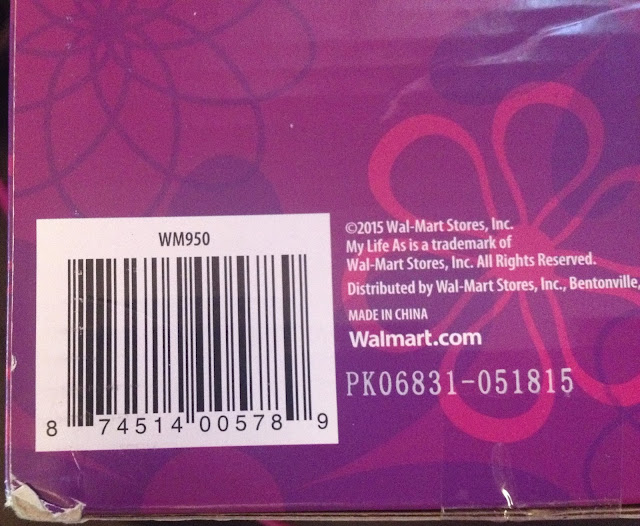 WM950
8 74514 00578 9
©2015 Wal-Mart Stores, Inc.
My Life As is a trademark of
Wal-Mart Stores, Inc. All Rights Reserved.
Distributed by Wal-Mart Stores, Inc., Bentonville,
MADE IN CHINA
Walmart.com
PK06831-051815